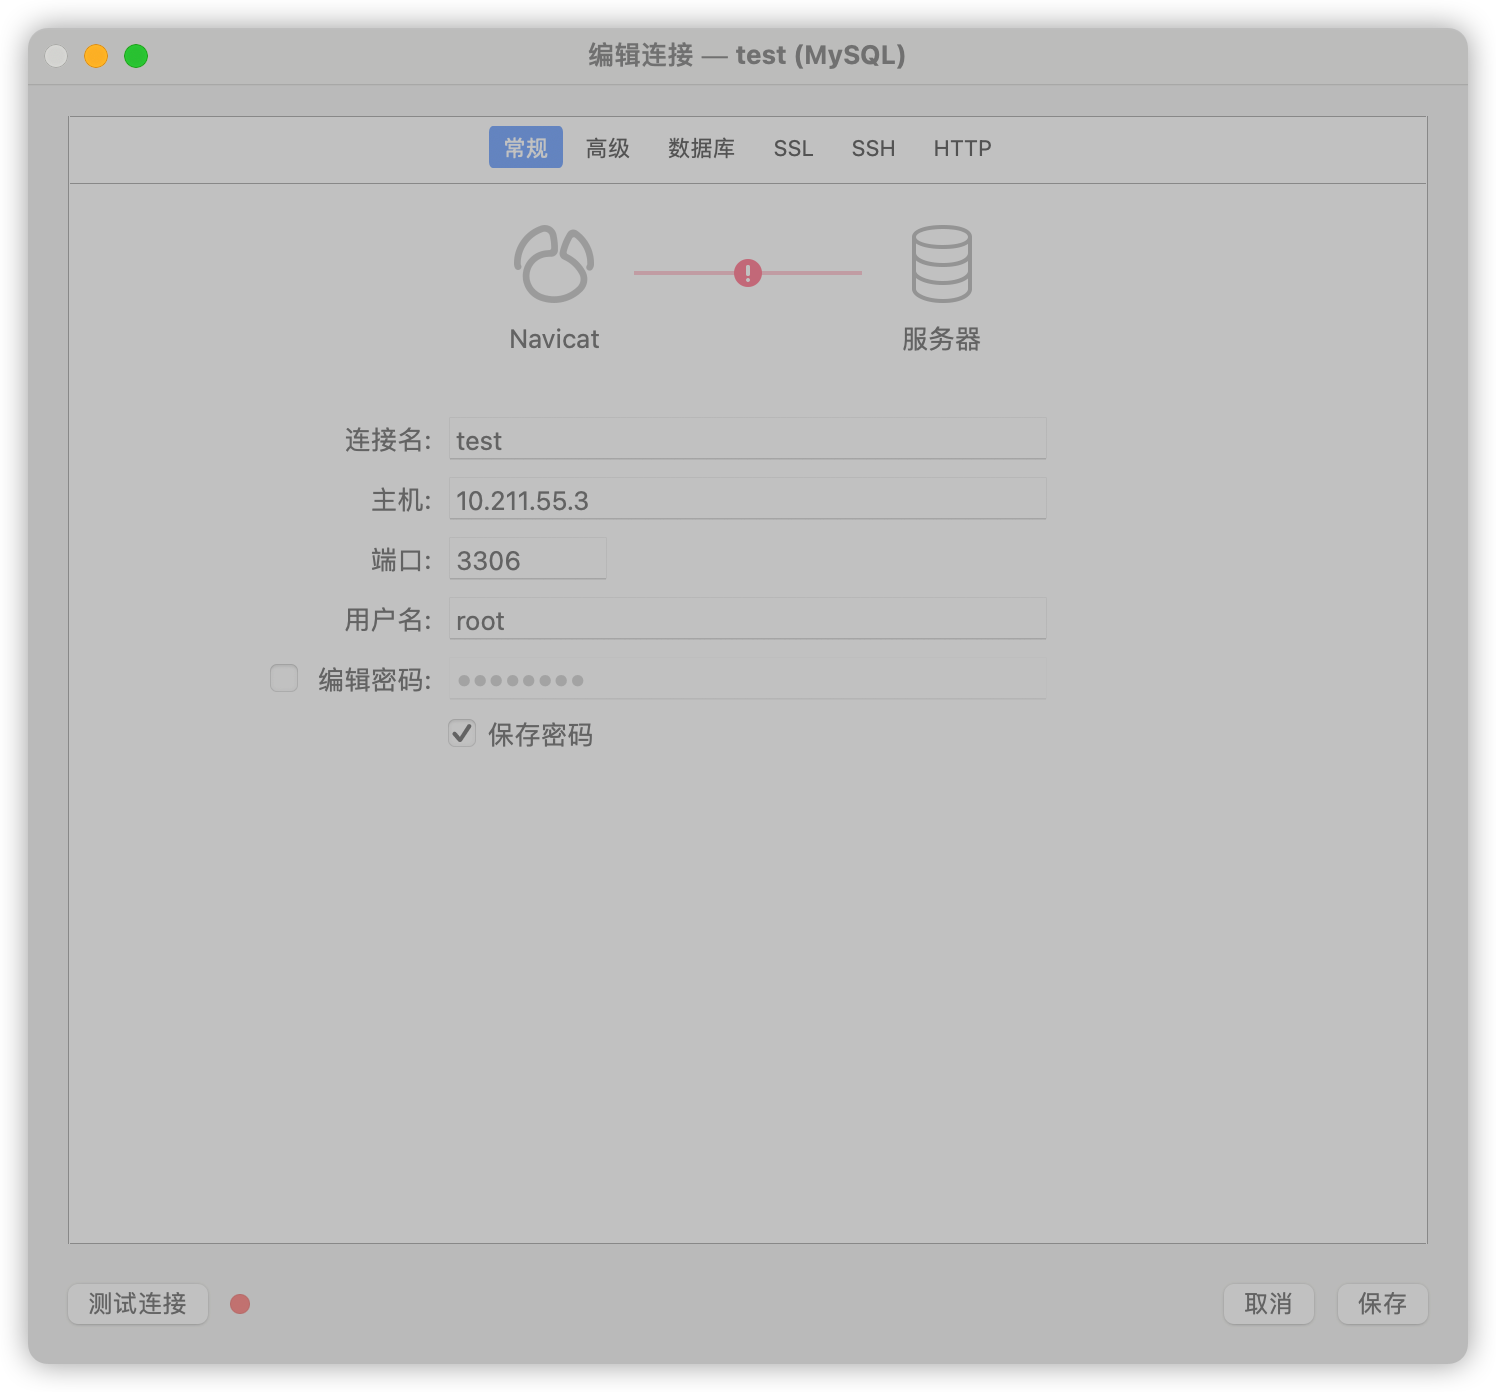 编辑连接 — test (MySQL)
常规 高级 数据库 SSL SSH HTTP
Navicat 服务器
连接名: test
主机: 10.211.55.3
端口: 3306
用户名: root
编辑密码: ••••••••
保存密码
测试连接 取消 保存